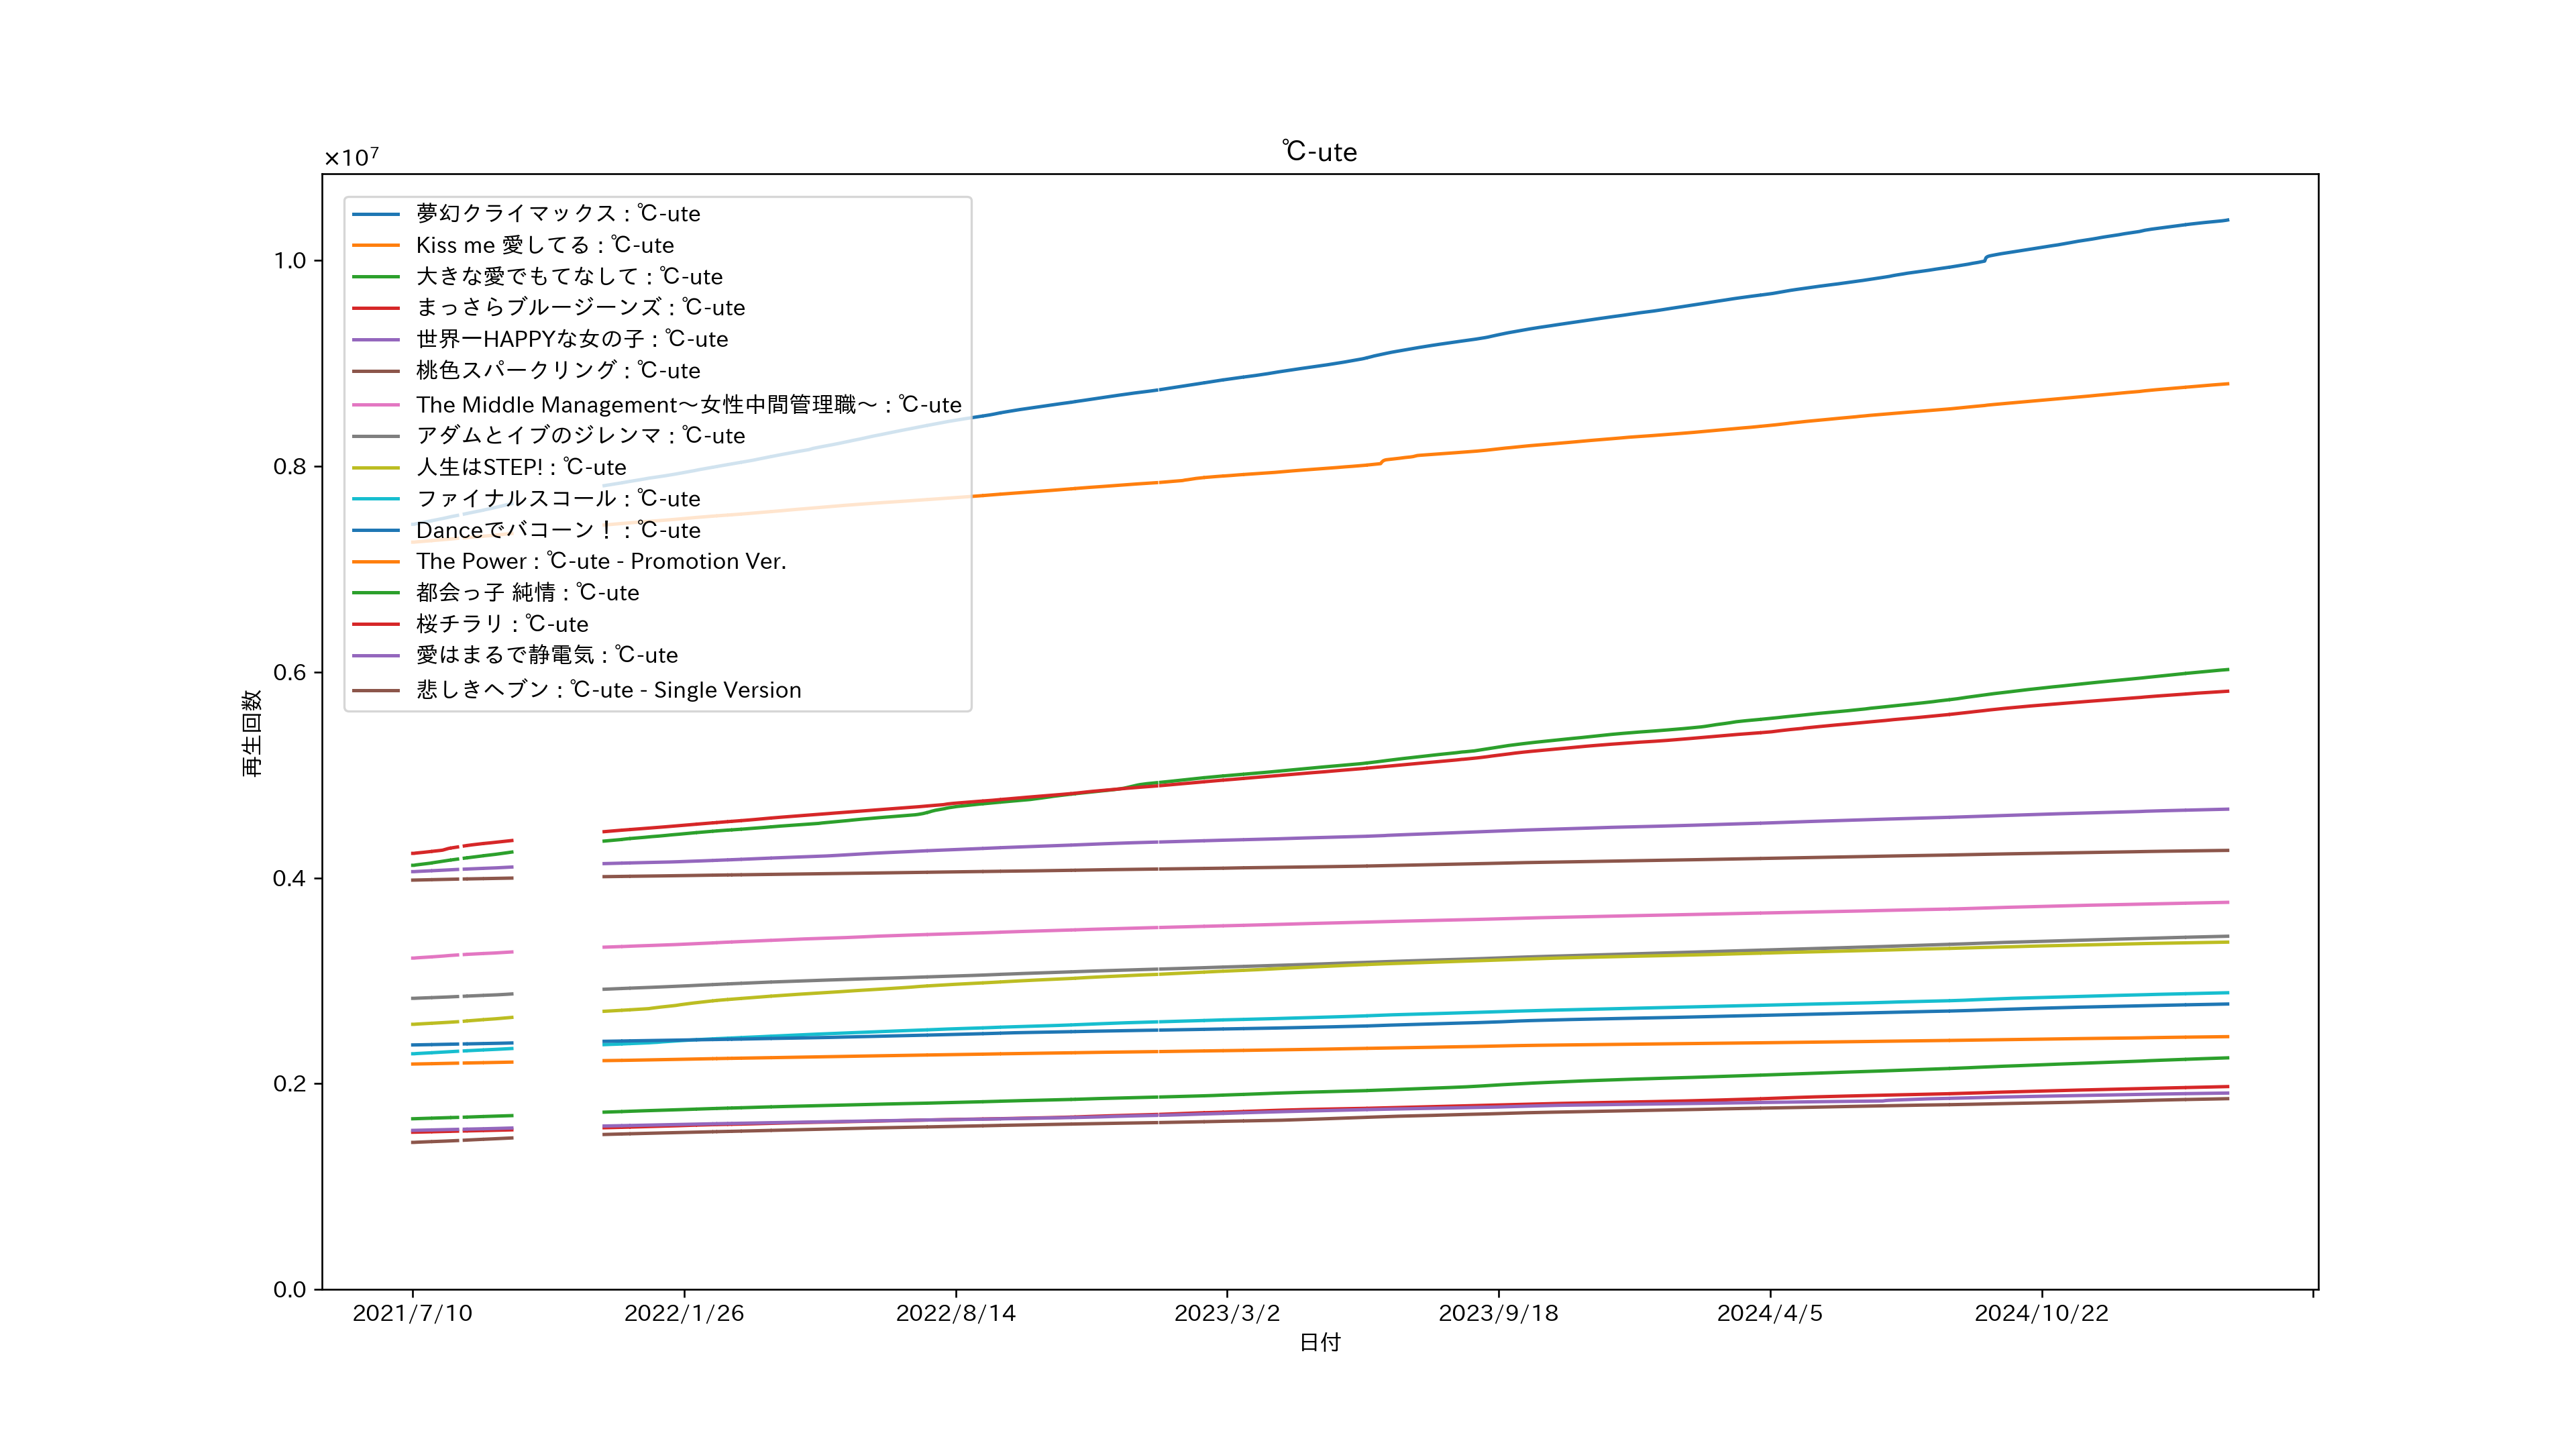 ℃-ute
×10⁷
夢幻クライマックス : ℃-ute
Kiss me 愛してる : ℃-ute
大きな愛でもてなして : ℃-ute
まっさらブルージーンズ : ℃-ute
世界一HAPPYな女の子 : ℃-ute
桃色スパークリング : ℃-ute
The Middle Management〜女性中間管理職〜 : ℃-ute
アダムとイブのジレンマ : ℃-ute
人生はSTEP! : ℃-ute
ファイナルスコール : ℃-ute
Danceでバコーン！ : ℃-ute
The Power : ℃-ute - Promotion Ver.
都会っ子 純情 : ℃-ute
桜チラリ : ℃-ute
愛はまるで静電気 : ℃-ute
悲しきヘブン : ℃-ute - Single Version
1.0
0.8
0.6
0.4
0.2
0.0
再生回数
2021/7/10 2022/1/26 2022/8/14 2023/3/2 2023/9/18 2024/4/5 2024/10/22
日付